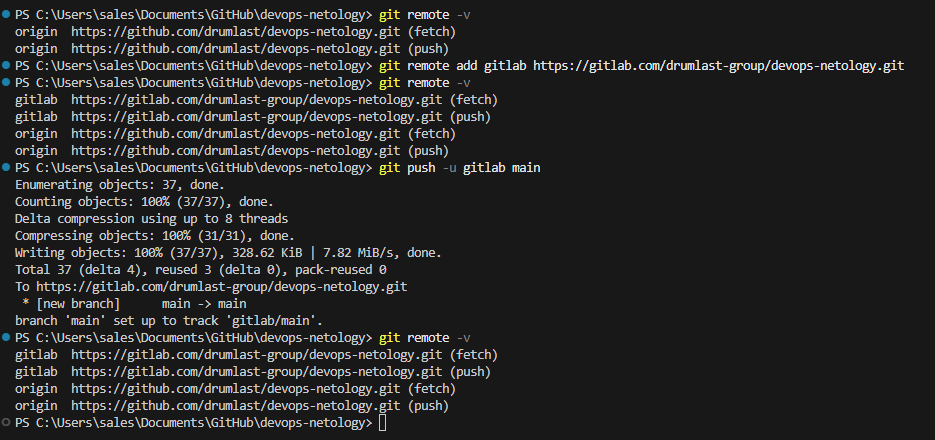 PS C:\Users\sales\Documents\GitHub\devops-netology> git remote -v
origin  https://github.com/drumlast/devops-netology.git (fetch)
origin  https://github.com/drumlast/devops-netology.git (push)
PS C:\Users\sales\Documents\GitHub\devops-netology> git remote add gitlab https://gitlab.com/drumlast-group/devops-netology.git
PS C:\Users\sales\Documents\GitHub\devops-netology> git remote -v
gitlab  https://gitlab.com/drumlast-group/devops-netology.git (fetch)
gitlab  https://gitlab.com/drumlast-group/devops-netology.git (push)
origin  https://github.com/drumlast/devops-netology.git (fetch)
origin  https://github.com/drumlast/devops-netology.git (push)
PS C:\Users\sales\Documents\GitHub\devops-netology> git push -u gitlab main
Enumerating objects: 37, done.
Counting objects: 100% (37/37), done.
Delta compression using up to 8 threads
Compressing objects: 100% (31/31), done.
Writing objects: 100% (37/37), 328.62 KiB | 7.82 MiB/s, done.
Total 37 (delta 4), reused 3 (delta 0), pack-reused 0
To https://gitlab.com/drumlast-group/devops-netology.git
 * [new branch]      main -> main
branch 'main' set up to track 'gitlab/main'.
PS C:\Users\sales\Documents\GitHub\devops-netology> git remote -v
gitlab  https://gitlab.com/drumlast-group/devops-netology.git (fetch)
gitlab  https://gitlab.com/drumlast-group/devops-netology.git (push)
origin  https://github.com/drumlast/devops-netology.git (fetch)
origin  https://github.com/drumlast/devops-netology.git (push)
PS C:\Users\sales\Documents\GitHub\devops-netology>